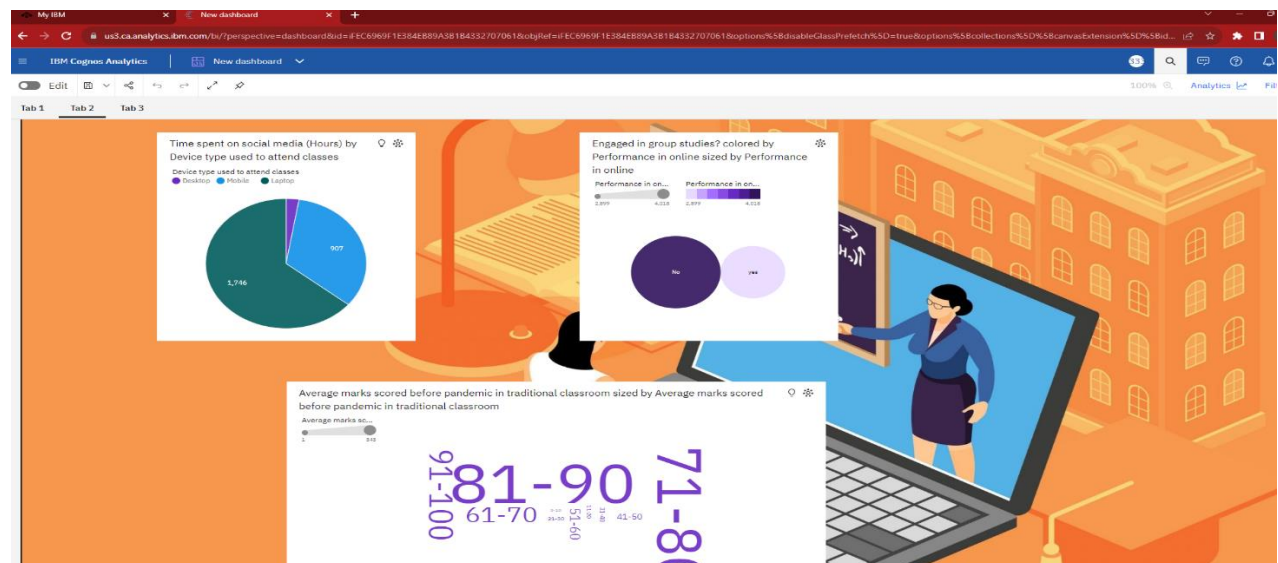 My IBM
New dashboard
us3.ca.analytics.ibm.com/bi/?perspective=dashboard&id=iFEC6969F1E384EB89A3B1B4332707061&objRef=iFEC6969F1E384EB89A3B1B4332707061&options%5BdisableGlassPrefetch%5D=true&options%5Bcollections%5D%5BcanvasExtension%5D%5Bid...
IBM Cognos Analytics
New dashboard
Edit
100%
Analytics
Tab 1 Tab 2 Tab 3
Time spent on social media (Hours) by
Device type used to attend classes
Device type used to attend classes
Desktop Mobile Laptop
907
1,746
Engaged in group studies? colored by
Performance in online sized by Performance
in online
Performance in on... Performance in on...
2,899 4,018 2,899 4,018
No
yes
Average marks scored before pandemic in traditional classroom sized by Average marks scored
before pandemic in traditional classroom
Average marks sc...
1
91-100
81-90
71-80
61-70
51-60
41-50